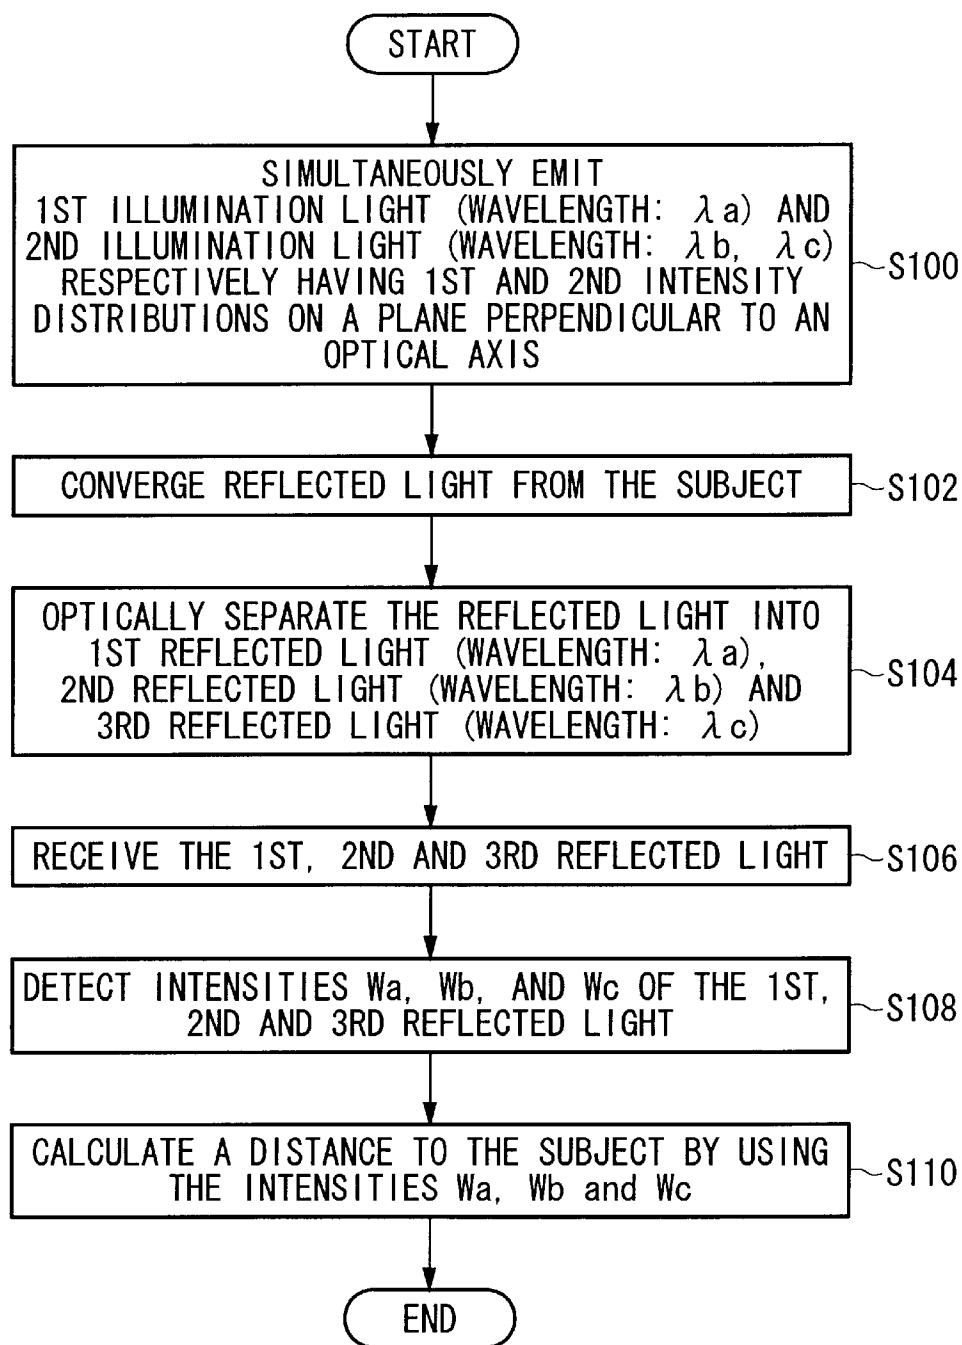 START
SIMULTANEOUSLY EMIT
1ST ILLUMINATION LIGHT (WAVELENGTH: λa) AND
2ND ILLUMINATION LIGHT (WAVELENGTH: λb, λc)
RESPECTIVELY HAVING 1ST AND 2ND INTENSITY
DISTRIBUTIONS ON A PLANE PERPENDICULAR TO AN
OPTICAL AXIS
S100
CONVERGE REFLECTED LIGHT FROM THE SUBJECT
S102
OPTICALLY SEPARATE THE REFLECTED LIGHT INTO
1ST REFLECTED LIGHT (WAVELENGTH: λa),
2ND REFLECTED LIGHT (WAVELENGTH: λb) AND
3RD REFLECTED LIGHT (WAVELENGTH: λc)
S104
RECEIVE THE 1ST, 2ND AND 3RD REFLECTED LIGHT
S106
DETECT INTENSITIES Wa, Wb, AND Wc OF THE 1ST,
2ND AND 3RD REFLECTED LIGHT
S108
CALCULATE A DISTANCE TO THE SUBJECT BY USING
THE INTENSITIES Wa, Wb and Wc
S110
END